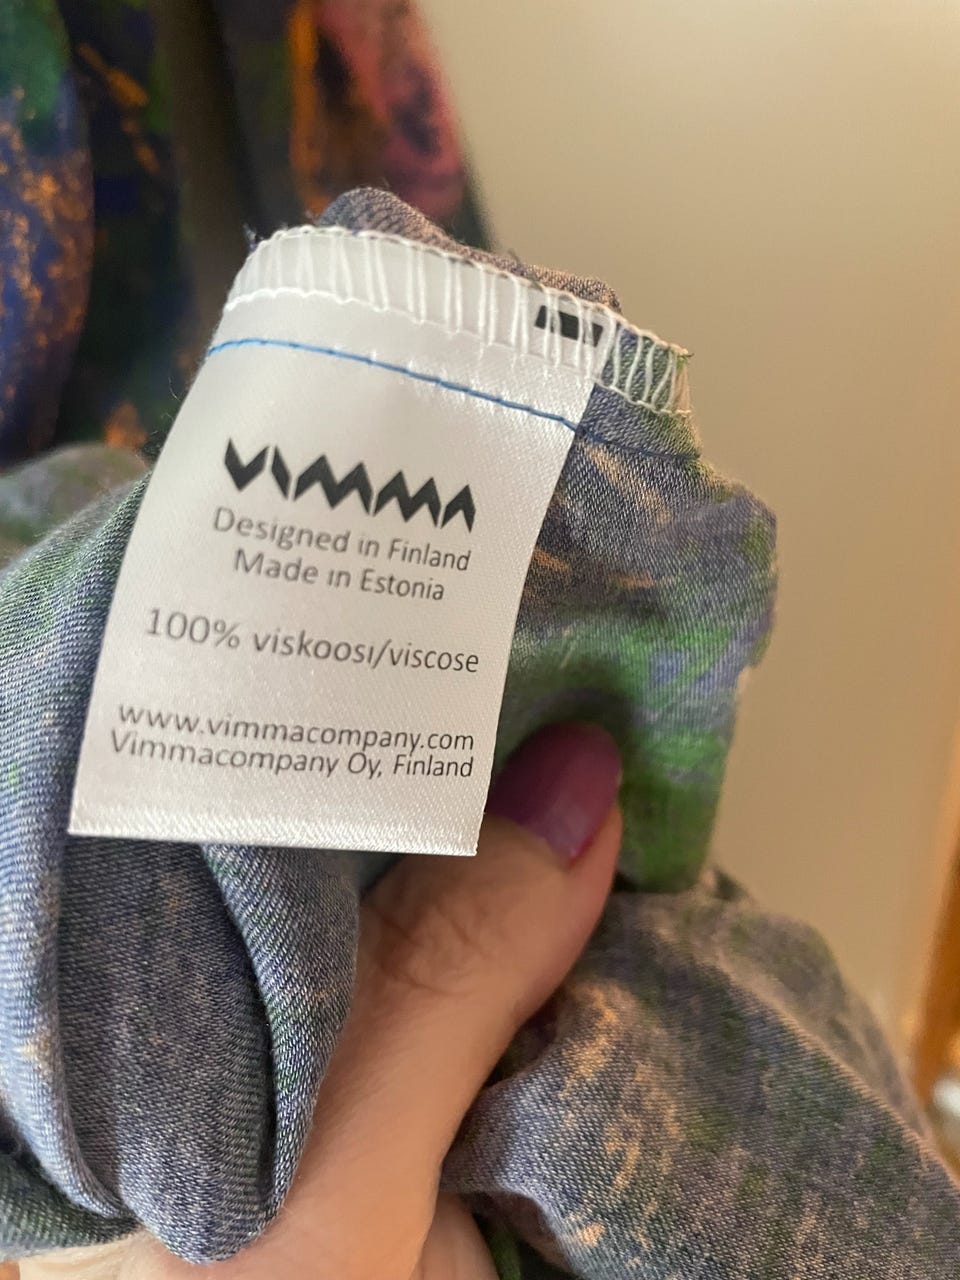 VIMMA
Designed in Finland
Made in Estonia
100% viskoosi/viscose
www.vimmacompany.com
Vimmacompany Oy, Finland